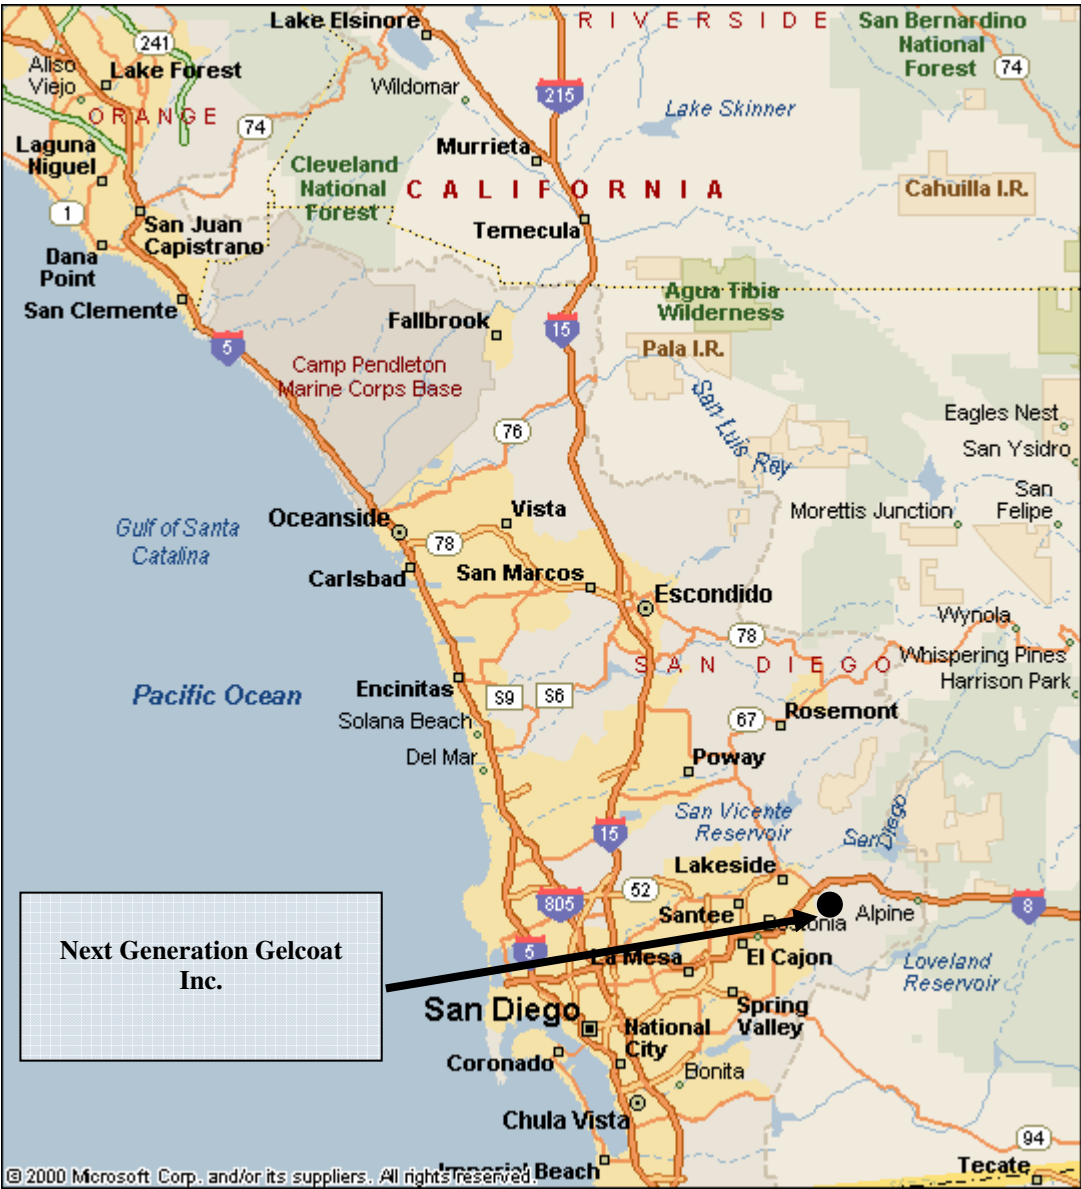 Lake Elsinore
R I V E R S I D E
San Bernardino
National
Forest
74
241
Aliso
Viejo
Lake Forest
Wildomar
215
Lake Skinner
O R A N G E
74
Laguna
Niguel
Murrieta
Cleveland
National
Forest
C A L I F O R N I A
Cahuilla I.R.
1
San Juan
Capistrano
Temecula
Dana
Point
San Clemente
Agua Tibia
Wilderness
Fallbrook
15
5
Pala I.R.
Camp Pendleton
Marine Corps Base
San Luis Rey
Eagles Nest
76
San Ysidro
San
Felipe
Morettis Junction
Gulf of Santa
Catalina
Oceanside
Vista
78
Carlsbad
San Marcos
Escondido
Wynola
78
S A N D I E G O
Whispering Pines
Harrison Park
Pacific Ocean
Encinitas
S9
S6
Solana Beach
67
Rosemont
Del Mar
Poway
San Vicente
Reservoir
San Diego
15
Lakeside
52
805
Santee
Alpine
8
Next Generation Gelcoat
Inc.
5
La Mesa
El Cajon
Loveland
Reservoir
San Diego
National
City
Spring
Valley
Coronado
Bonita
Chula Vista
94
Imperial Beach
Tecate
© 2000 Microsoft Corp. and/or its suppliers. All rights reserved.